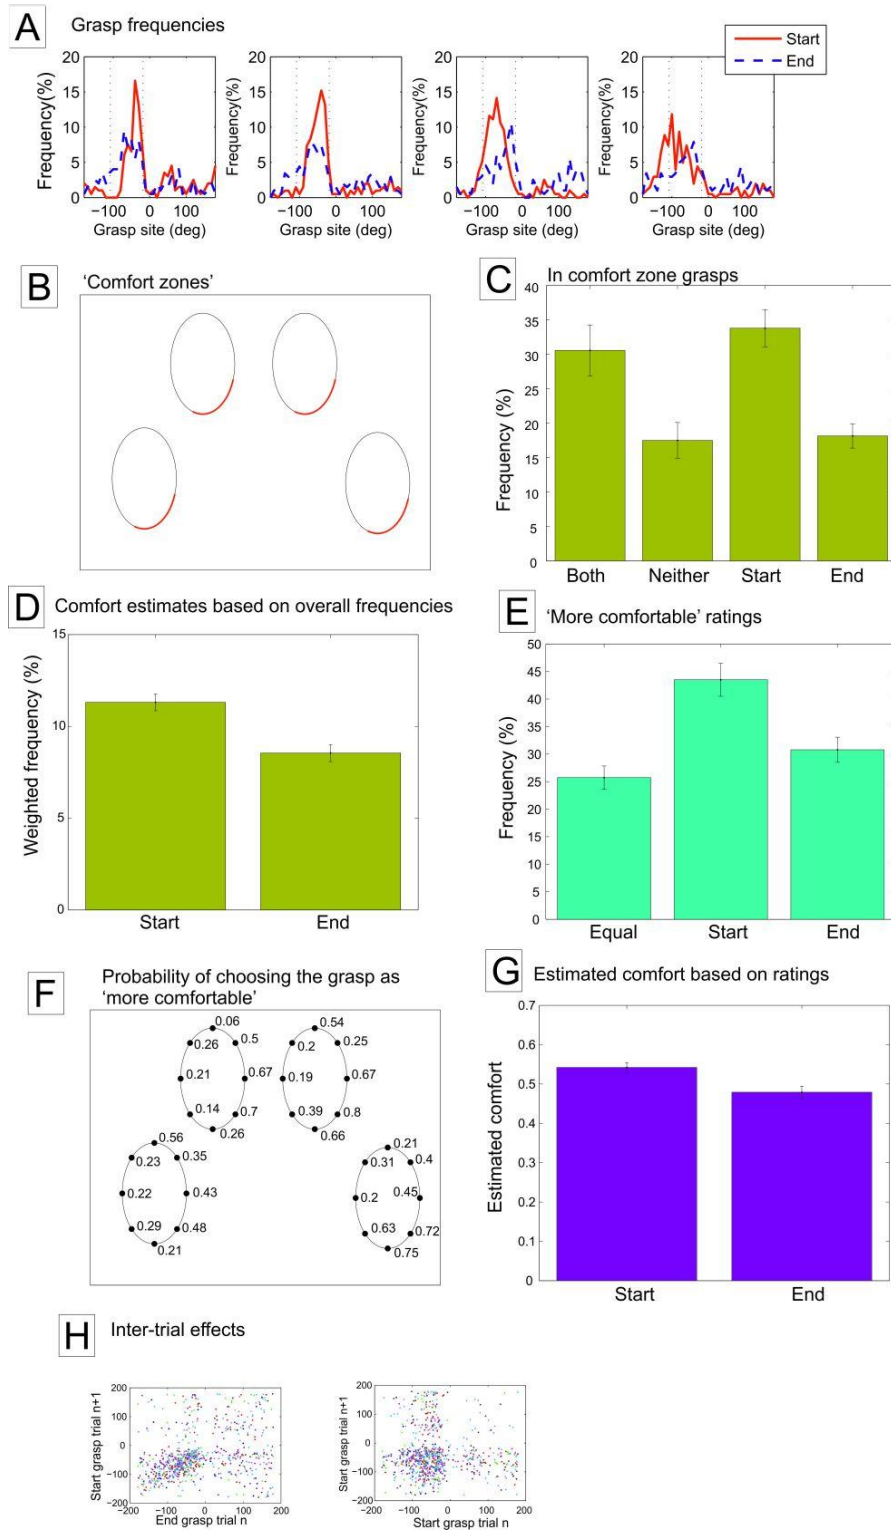 A Grasp frequencies
Start
End
20 20 20 20
15 15 15 15
10 10 10 10
5 5 5 5
0 0 0 0
Frequency(%) Frequency(%) Frequency(%) Frequency(%)
−100 0 100 −100 0 100 −100 0 100 −100 0 100
Grasp site (deg) Grasp site (deg) Grasp site (deg) Grasp site (deg)
B 'Comfort zones'
C In comfort zone grasps
40
35
30
25
20
15
10
5
0
Frequency (%)
Both Neither Start End
D Comfort estimates based on overall frequencies
15
10
5
0
Weighted frequency (%)
Start End
E 'More comfortable' ratings
50
45
40
35
30
25
20
15
10
5
0
Frequency (%)
Equal Start End
F Probability of choosing the grasp as
'more comfortable'
0.06 0.54
0.26 0.5 0.2 0.25
0.21 0.67 0.19 0.67
0.14 0.7 0.39 0.8
0.26 0.66
0.56 0.21
0.23 0.35 0.31 0.4
0.22 0.43 0.2 0.45
0.29 0.48 0.63 0.72
0.21 0.75
G Estimated comfort based on ratings
0.7
0.6
0.5
0.4
0.3
0.2
0.1
0
Estimated comfort
Start End
H Inter-trial effects
200 200
100 100
0 0
−100 −100
−200 −200
Start grasp trial n+1 Start grasp trial n+1
−200 −100 0 100 200 −200 −100 0 100 200
End grasp trial n Start grasp trial n